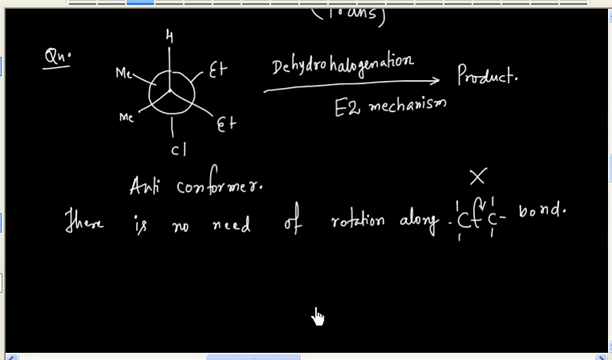 (Trans)
Qn:
H
Me Et
Me Et
Cl
Dehydrohalogenation
E2 mechanism
Product.
Anti conformer.
There is no need of rotation along -C-C- bond.